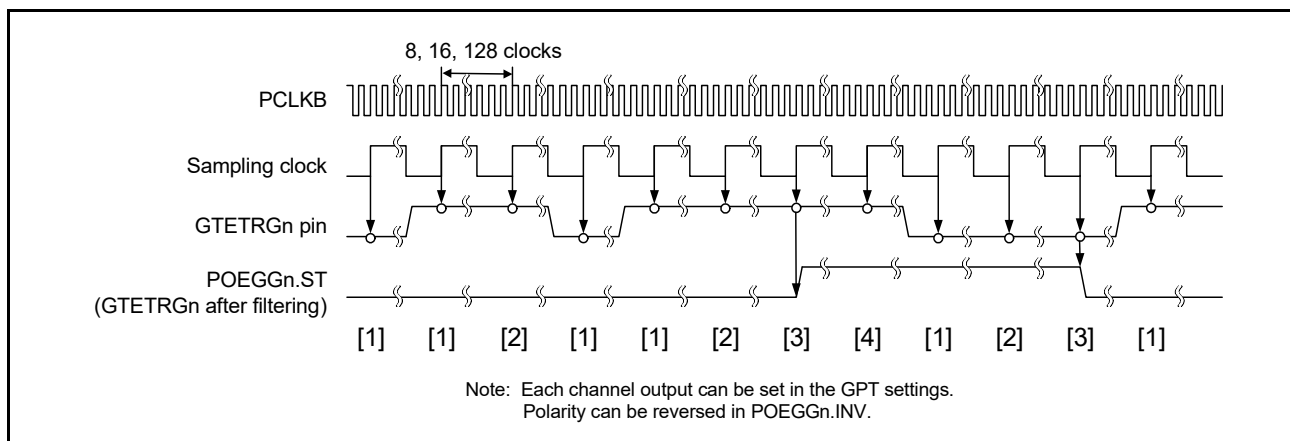 8, 16, 128 clocks
PCLKB
Sampling clock
GTETRGn pin
POEGGn.ST
(GTETRGn after filtering)
[1] [1] [2] [1] [1] [2] [3] [4] [1] [2] [3] [1]
Note: Each channel output can be set in the GPT settings.
Polarity can be reversed in POEGGn.INV.